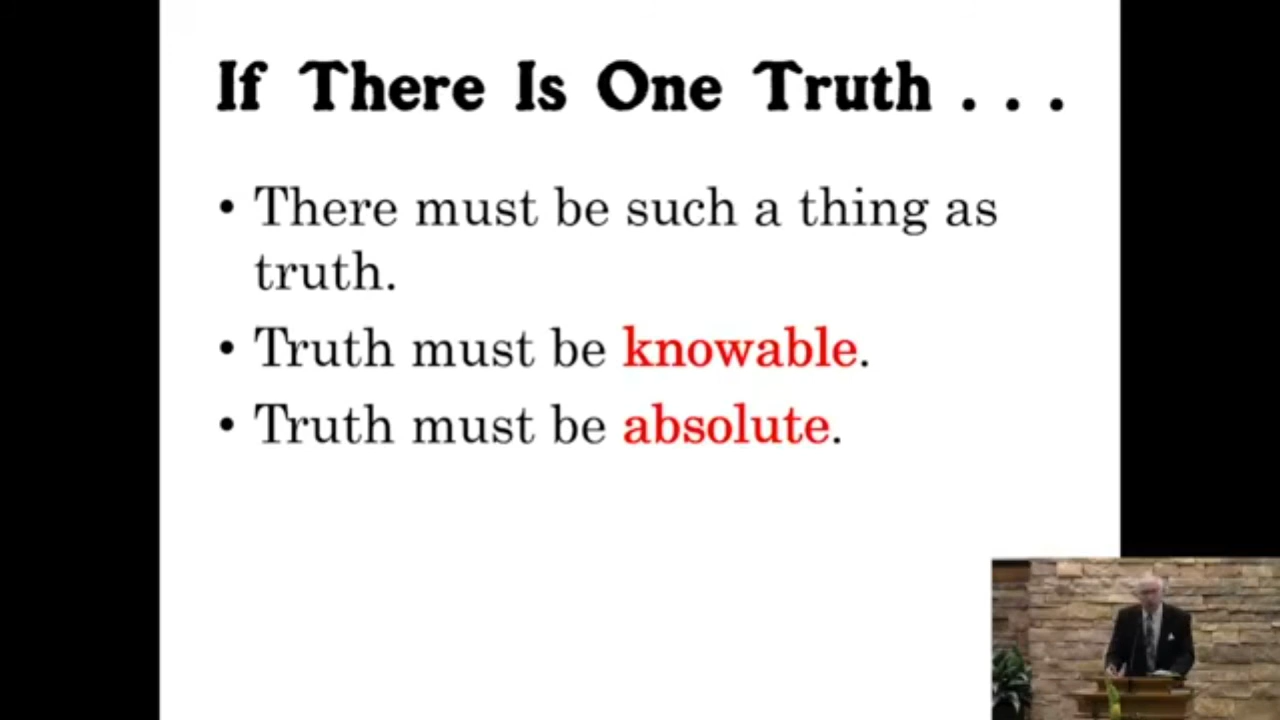 If There Is One Truth . . .
• There must be such a thing as
truth.
• Truth must be knowable.
• Truth must be absolute.